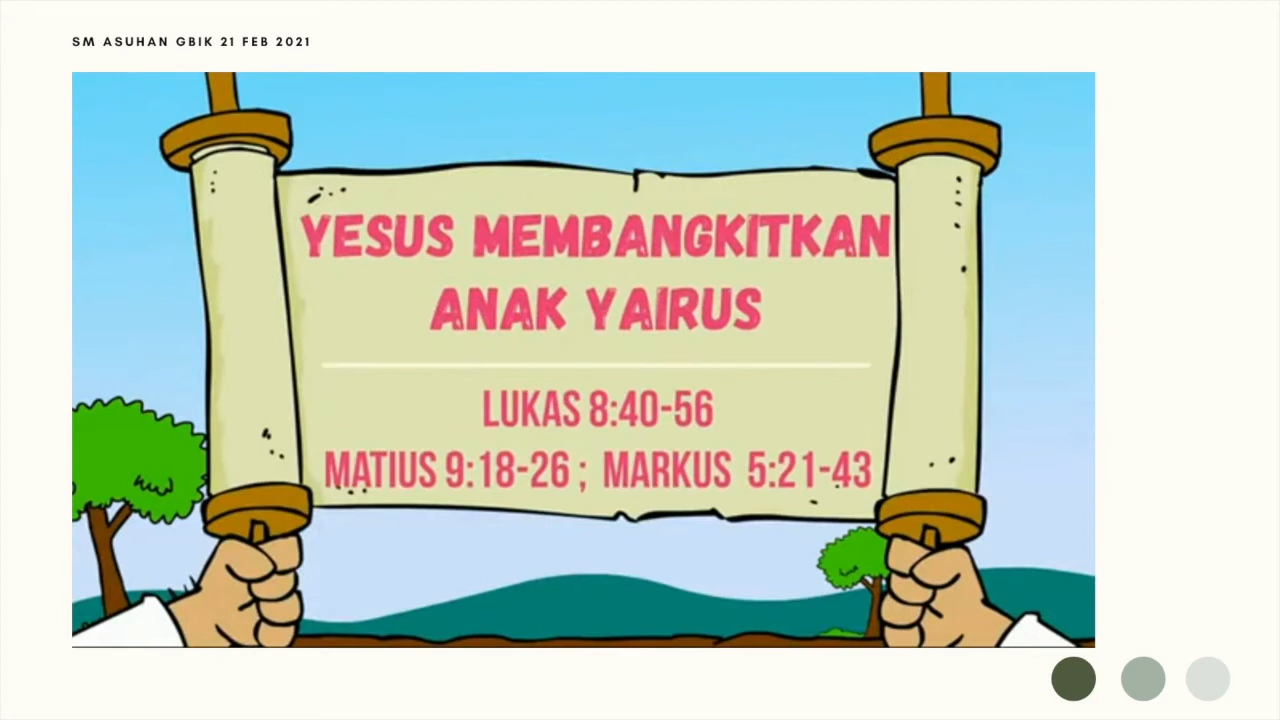 SM ASUHAN GBIK 21 FEB 2021
YESUS MEMBANGKITKAN
ANAK YAIRUS
LUKAS 8:40-56
MATIUS 9:18-26 ; MARKUS 5:21-43